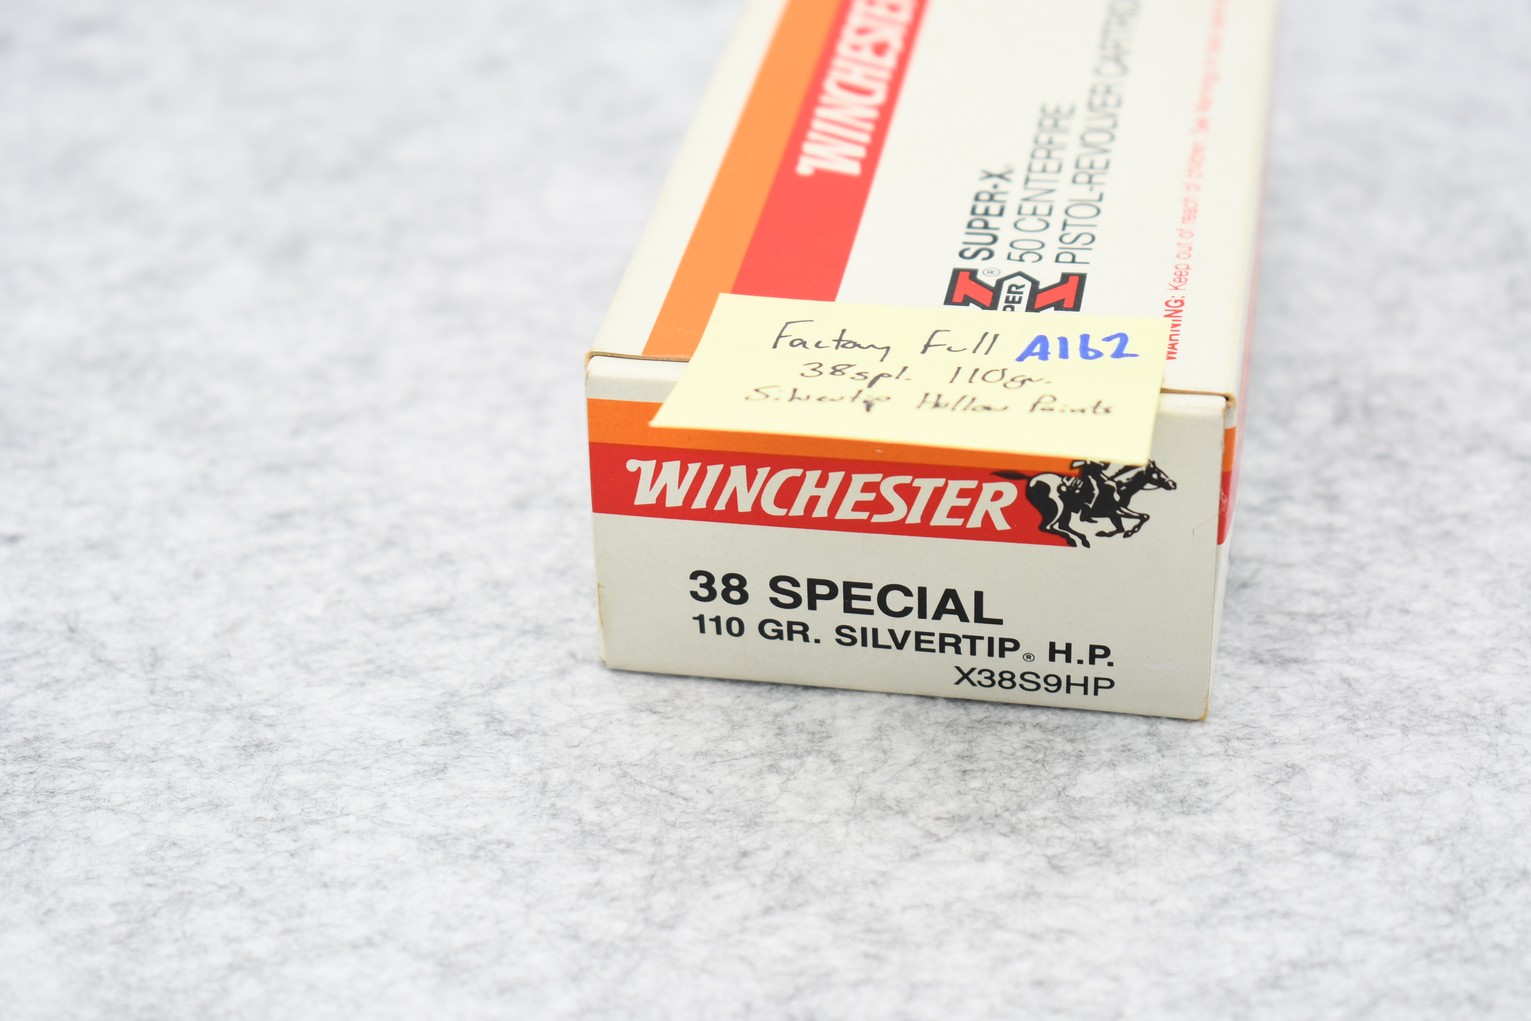 WINCHESTER
SUPER-X
50 CENTERFIRE
PISTOL-REVOLVER
WARNING: Keep out of reach of children.
Factory Full A162
38spl. 110gr.
Silvertip Hollow Points
WINCHESTER
38 SPECIAL
110 GR. SILVERTIP® H.P.
X38S9HP